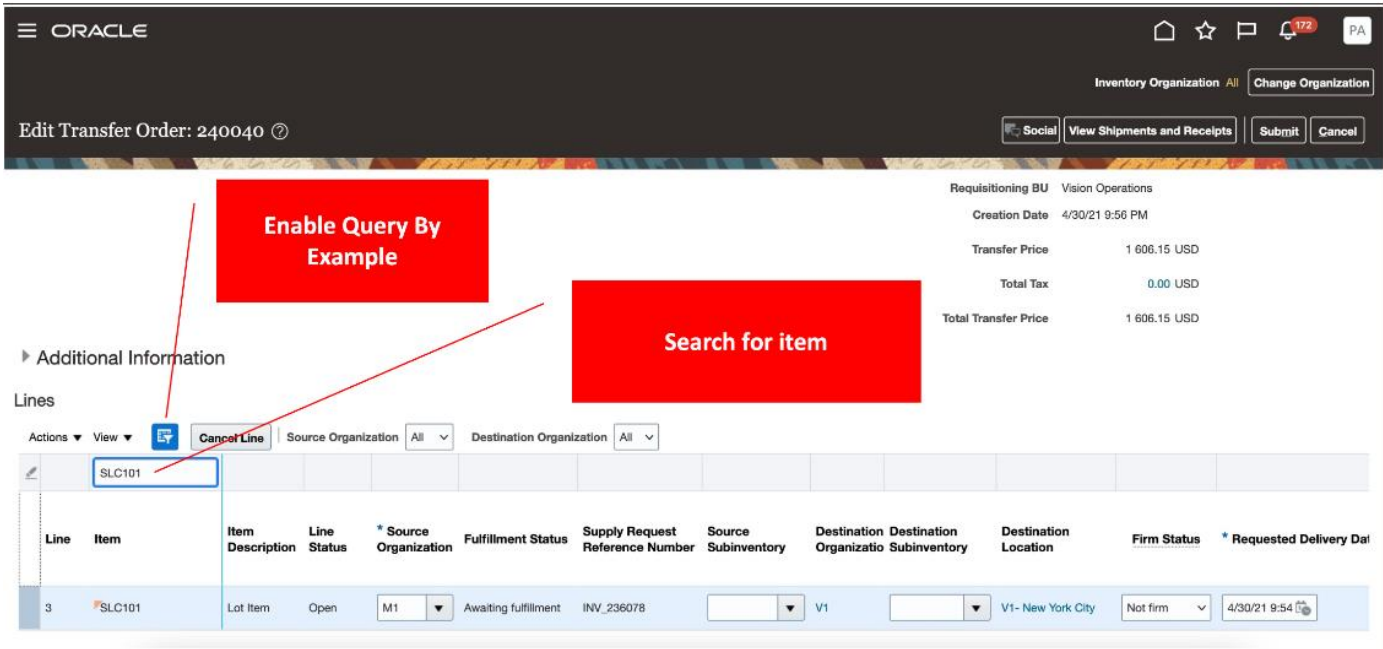 ORACLE
172
PA
Inventory Organization All Change Organization
Edit Transfer Order: 240040
Social View Shipments and Receipts Submit Cancel
Enable Query By
Example
Requisitioning BU Vision Operations
Creation Date 4/30/21 9:56 PM
Transfer Price 1 606.15 USD
Total Tax 0.00 USD
Total Transfer Price 1 606.15 USD
Search for item
Additional Information
Lines
Actions View Cancel Line Source Organization All Destination Organization All
SLC101
Line Item Item Description Line Status * Source Organization Fulfillment Status Supply Request Reference Number Source Subinventory Destination Organizatio Destination Subinventory Destination Location Firm Status * Requested Delivery Dat
3 SLC101 Lot Item Open M1 Awaiting fulfillment INV_236078 V1 V1- New York City Not firm 4/30/21 9:54